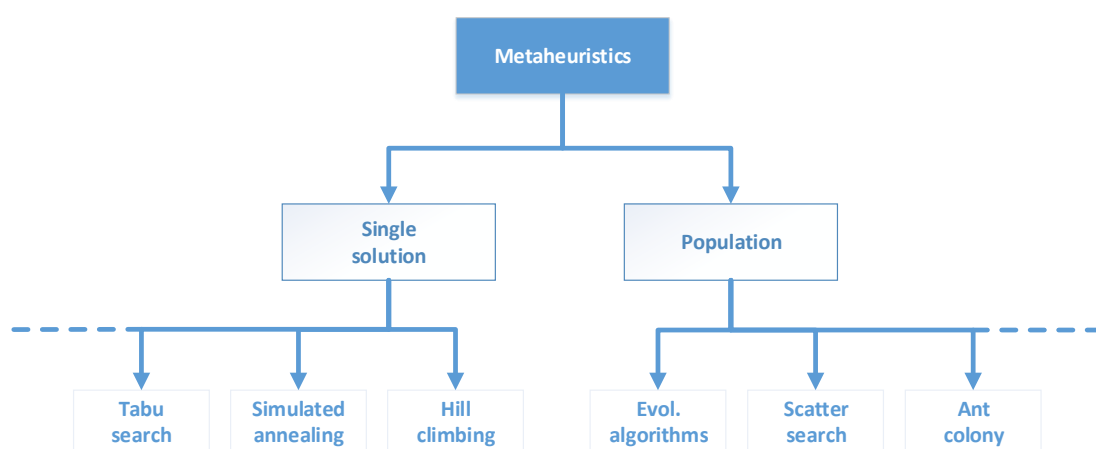 Metaheuristics
Single
solution
Population
Tabu
search
Simulated
annealing
Hill
climbing
Evol.
algorithms
Scatter
search
Ant
colony